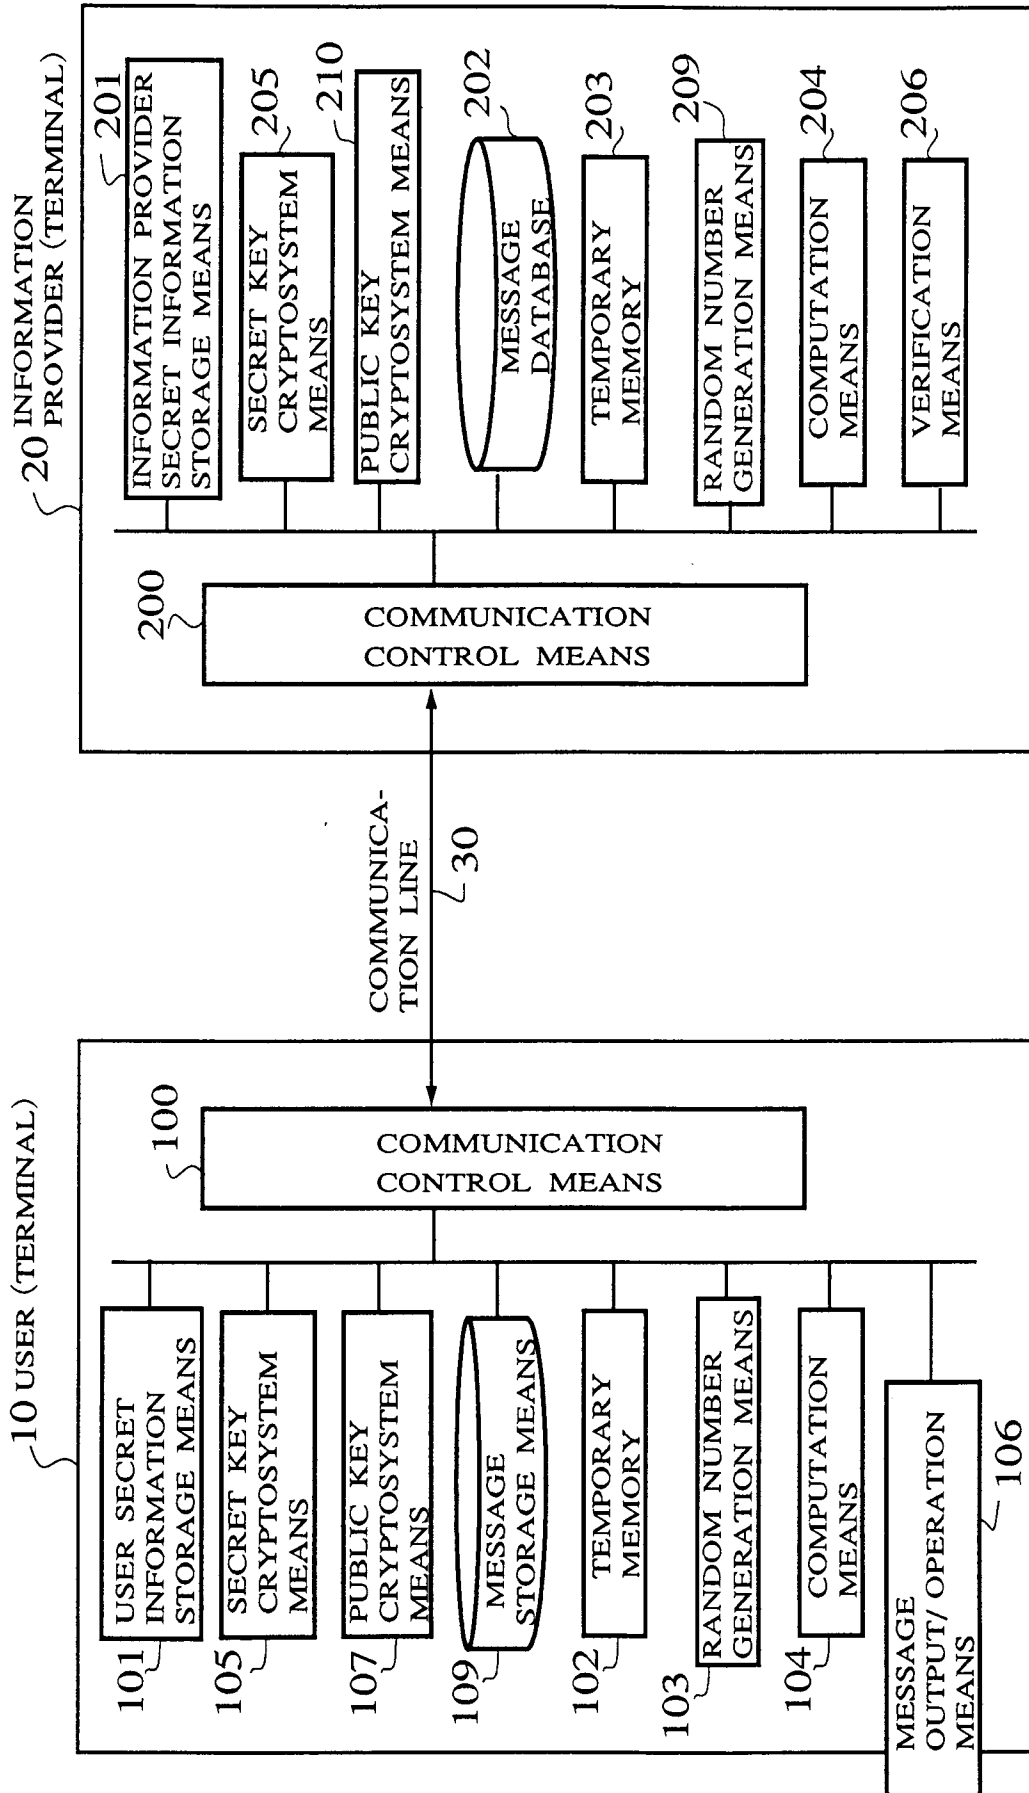 10 USER (TERMINAL)
101
USER SECRET
INFORMATION
STORAGE MEANS
105
SECRET KEY
CRYPTOSYSTEM
MEANS
107
PUBLIC KEY
CRYPTOSYSTEM
MEANS
109
MESSAGE
STORAGE MEANS
102
TEMPORARY
MEMORY
103
RANDOM NUMBER
GENERATION MEANS
104
COMPUTATION
MEANS
MESSAGE
OUTPUT/ OPERATION
MEANS
106
100
COMMUNICATION
CONTROL MEANS
COMMUNICA-
TION LINE
30
20 INFORMATION
PROVIDER (TERMINAL)
200
COMMUNICATION
CONTROL MEANS
INFORMATION PROVIDER
SECRET INFORMATION
STORAGE MEANS
201
SECRET KEY
CRYPTOSYSTEM
MEANS
205
PUBLIC KEY
CRYPTOSYSTEM MEANS
210
MESSAGE
DATABASE
202
TEMPORARY
MEMORY
203
RANDOM NUMBER
GENERATION MEANS
209
COMPUTATION
MEANS
204
VERIFICATION
MEANS
206